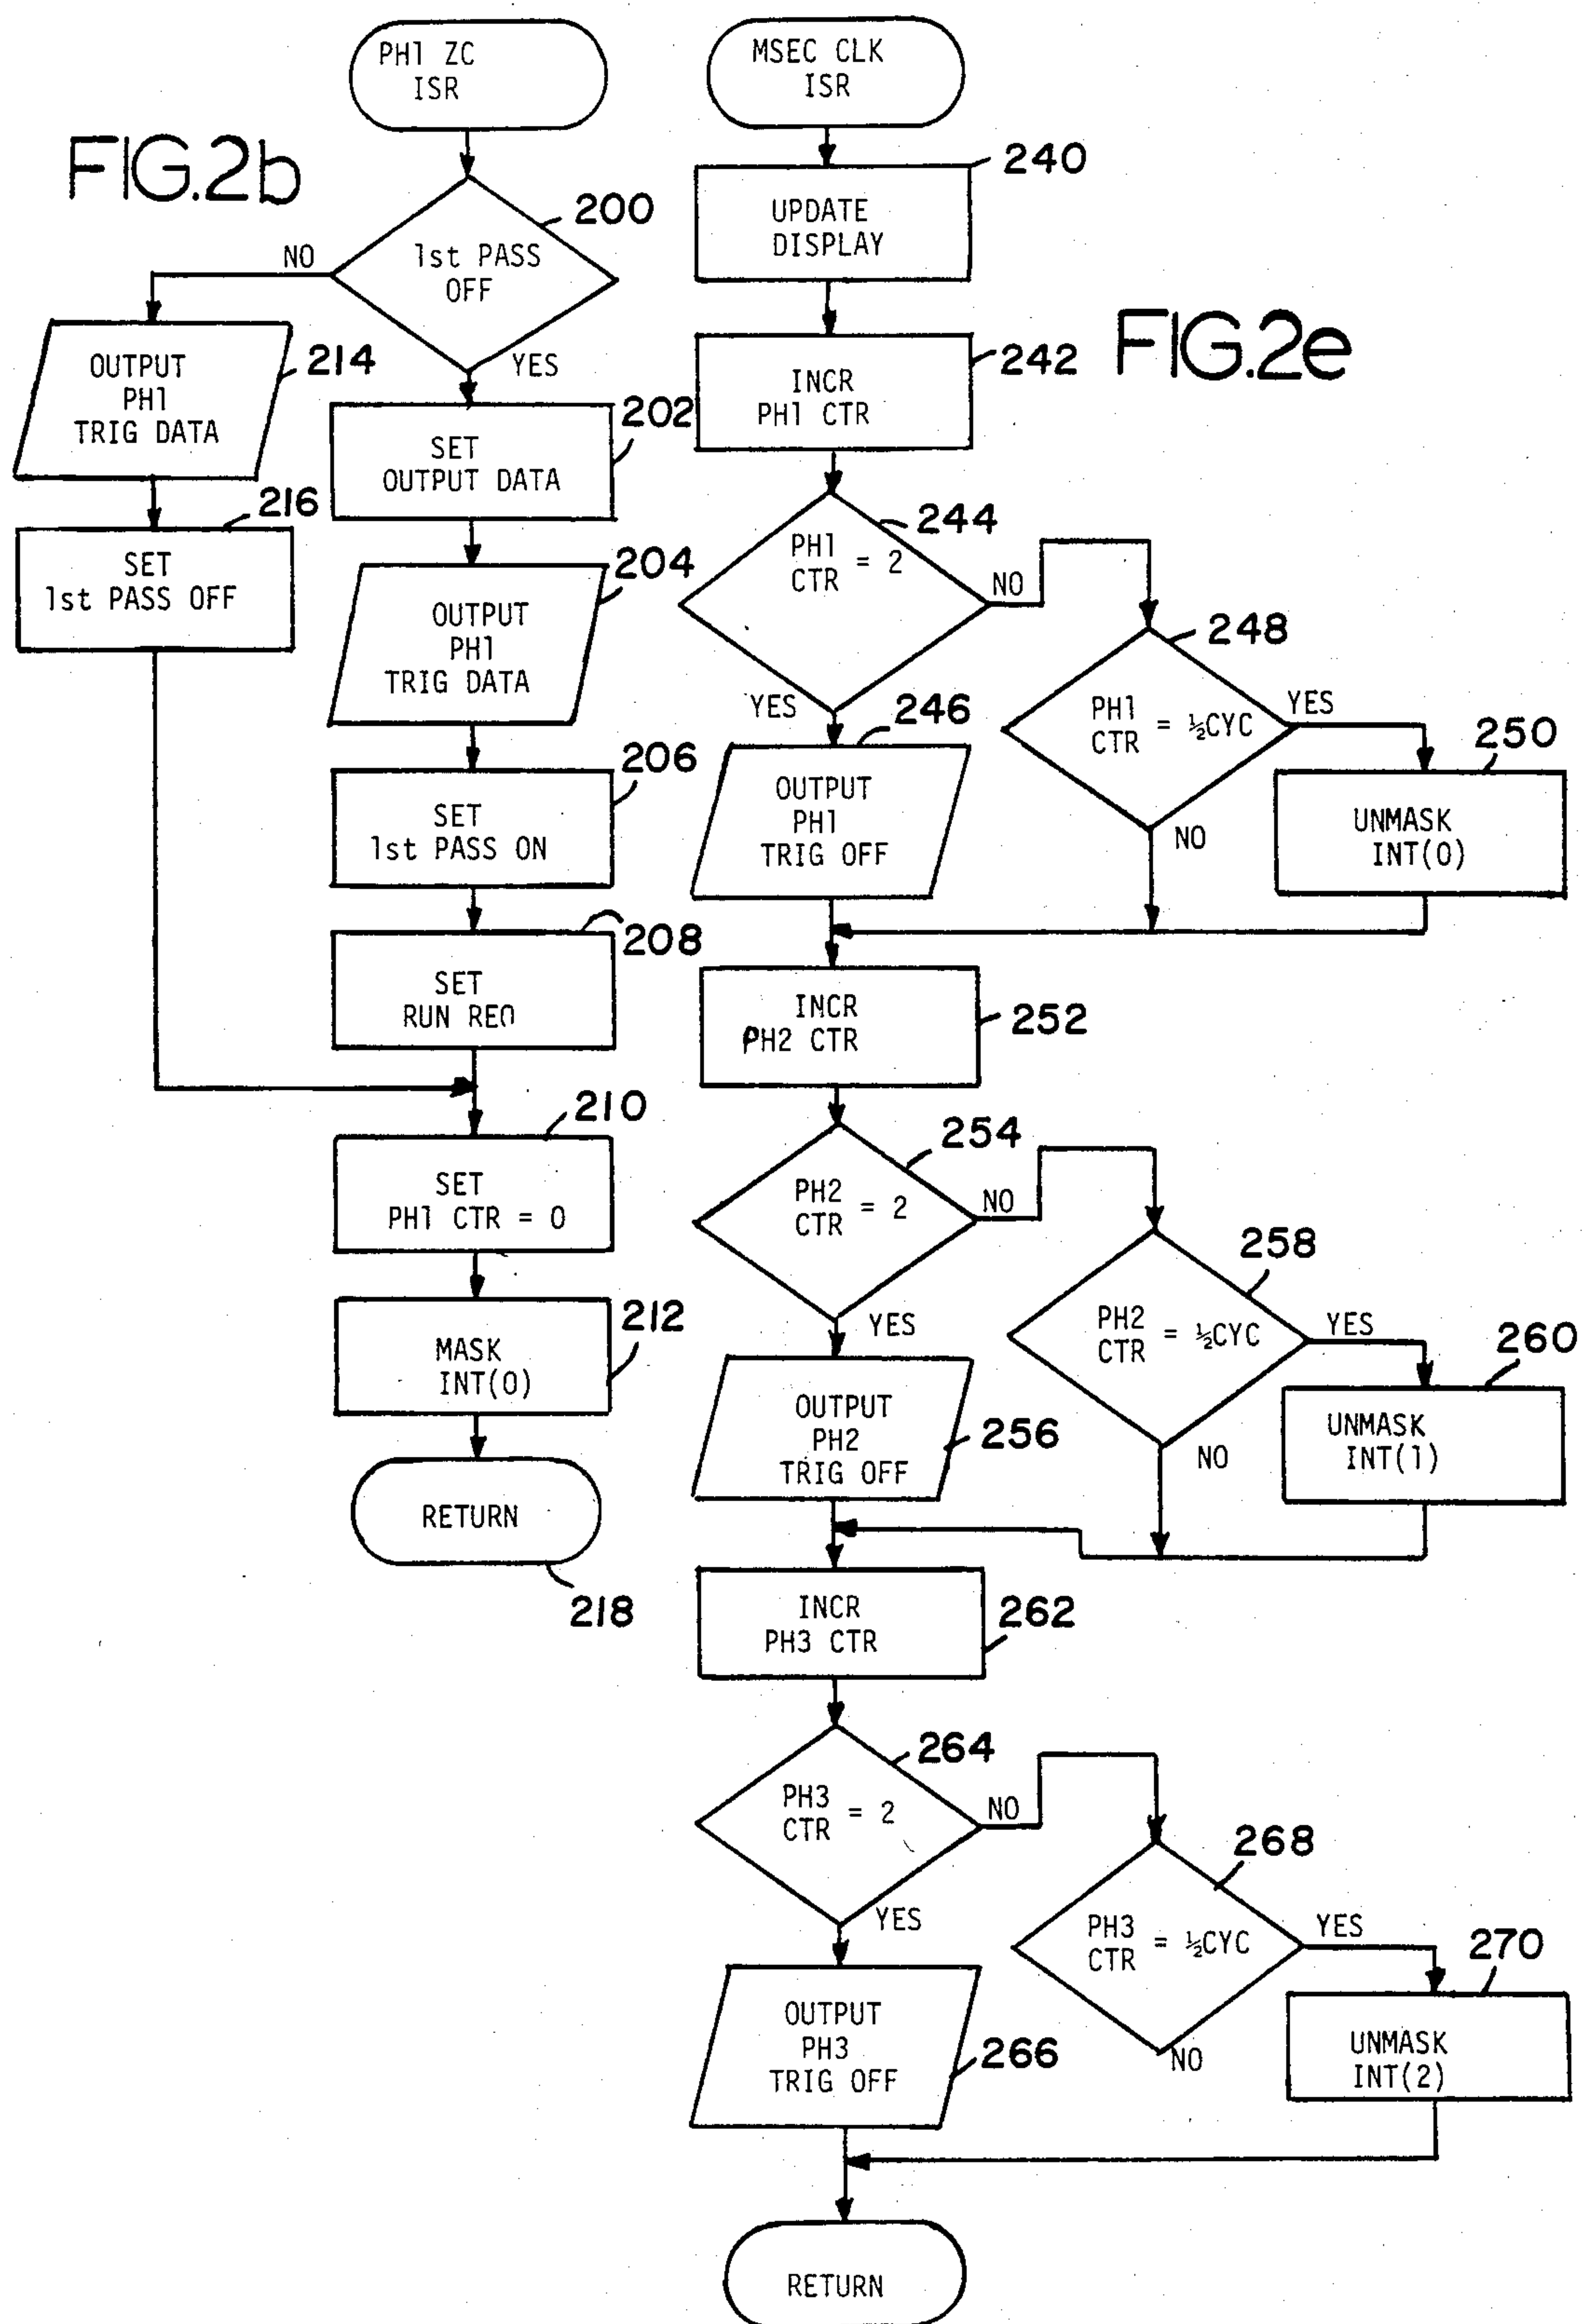 FIG.2b
PH1 ZC
ISR
200
1st PASS
OFF
NO
YES
OUTPUT
PH1
TRIG DATA
214
SET
1st PASS OFF
216
SET
OUTPUT DATA
202
OUTPUT
PH1
TRIG DATA
204
SET
1st PASS ON
206
SET
RUN REQ
208
SET
PH1 CTR = 0
210
MASK
INT(0)
212
RETURN
218
FIG.2e
MSEC CLK
ISR
UPDATE
DISPLAY
240
INCR
PH1 CTR
242
PH1
CTR = 2
244
NO
YES
OUTPUT
PH1
TRIG OFF
246
PH1
CTR = ½CYC
248
YES
NO
UNMASK
INT(0)
250
INCR
PH2 CTR
252
PH2
CTR = 2
254
NO
YES
OUTPUT
PH2
TRIG OFF
256
PH2
CTR = ½CYC
258
YES
NO
UNMASK
INT(1)
260
INCR
PH3 CTR
262
PH3
CTR = 2
264
NO
YES
OUTPUT
PH3
TRIG OFF
266
PH3
CTR = ½CYC
268
YES
NO
UNMASK
INT(2)
270
RETURN